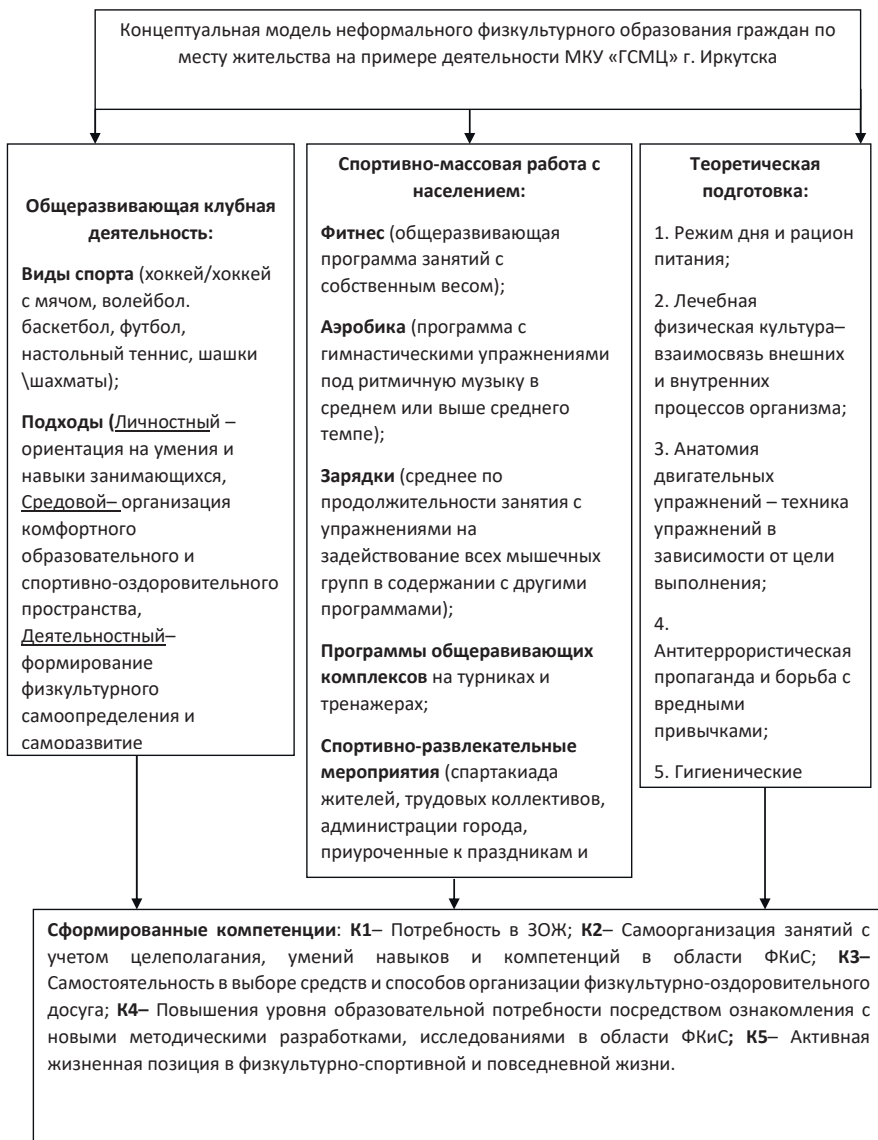 Концептуальная модель неформального физкультурного образования граждан по
месту жительства на примере деятельности МКУ «ГСМЦ» г. Иркутска
Общеразвивающая клубная
деятельность:
Виды спорта (хоккей/хоккей
с мячом, волейбол.
баскетбол, футбол,
настольный теннис, шашки
\шахматы);
Подходы (Личностный –
ориентация на умения и
навыки занимающихся,
Средовой– организация
комфортного
образовательного и
спортивно-оздоровительного
пространства,
Деятельностный–
формирование
физкультурного
самоопределения и
саморазвитие
Спортивно-массовая работа с
населением:
Фитнес (общеразвивающая
программа занятий с
собственным весом);
Аэробика (программа с
гимнастическими упражнениями
под ритмичную музыку в
среднем или выше среднего
темпе);
Зарядки (среднее по
продолжительности занятия с
упражнениями на
задействование всех мышечных
групп в содержании с другими
программами);
Программы общеравивающих
комплексов на турниках и
тренажерах;
Спортивно-развлекательные
мероприятия (спартакиада
жителей, трудовых коллективов,
администрации города,
приуроченные к праздникам и
Теоретическая
подготовка:
1. Режим дня и рацион
питания;
2. Лечебная
физическая культура–
взаимосвязь внешних
и внутренних
процессов организма;
3. Анатомия
двигательных
упражнений – техника
упражнений в
зависимости от цели
выполнения;
4.
Антитеррористическая
пропаганда и борьба с
вредными
привычками;
5. Гигиенические
Сформированные компетенции: К1– Потребность в ЗОЖ; К2– Самоорганизация занятий с
учетом целеполагания, умений навыков и компетенций в области ФКиС; К3–
Самостоятельность в выборе средств и способов организации физкультурно-оздоровительного
досуга; К4– Повышения уровня образовательной потребности посредством ознакомления с
новыми методическими разработками, исследованиями в области ФКиС; К5– Активная
жизненная позиция в физкультурно-спортивной и повседневной жизни.